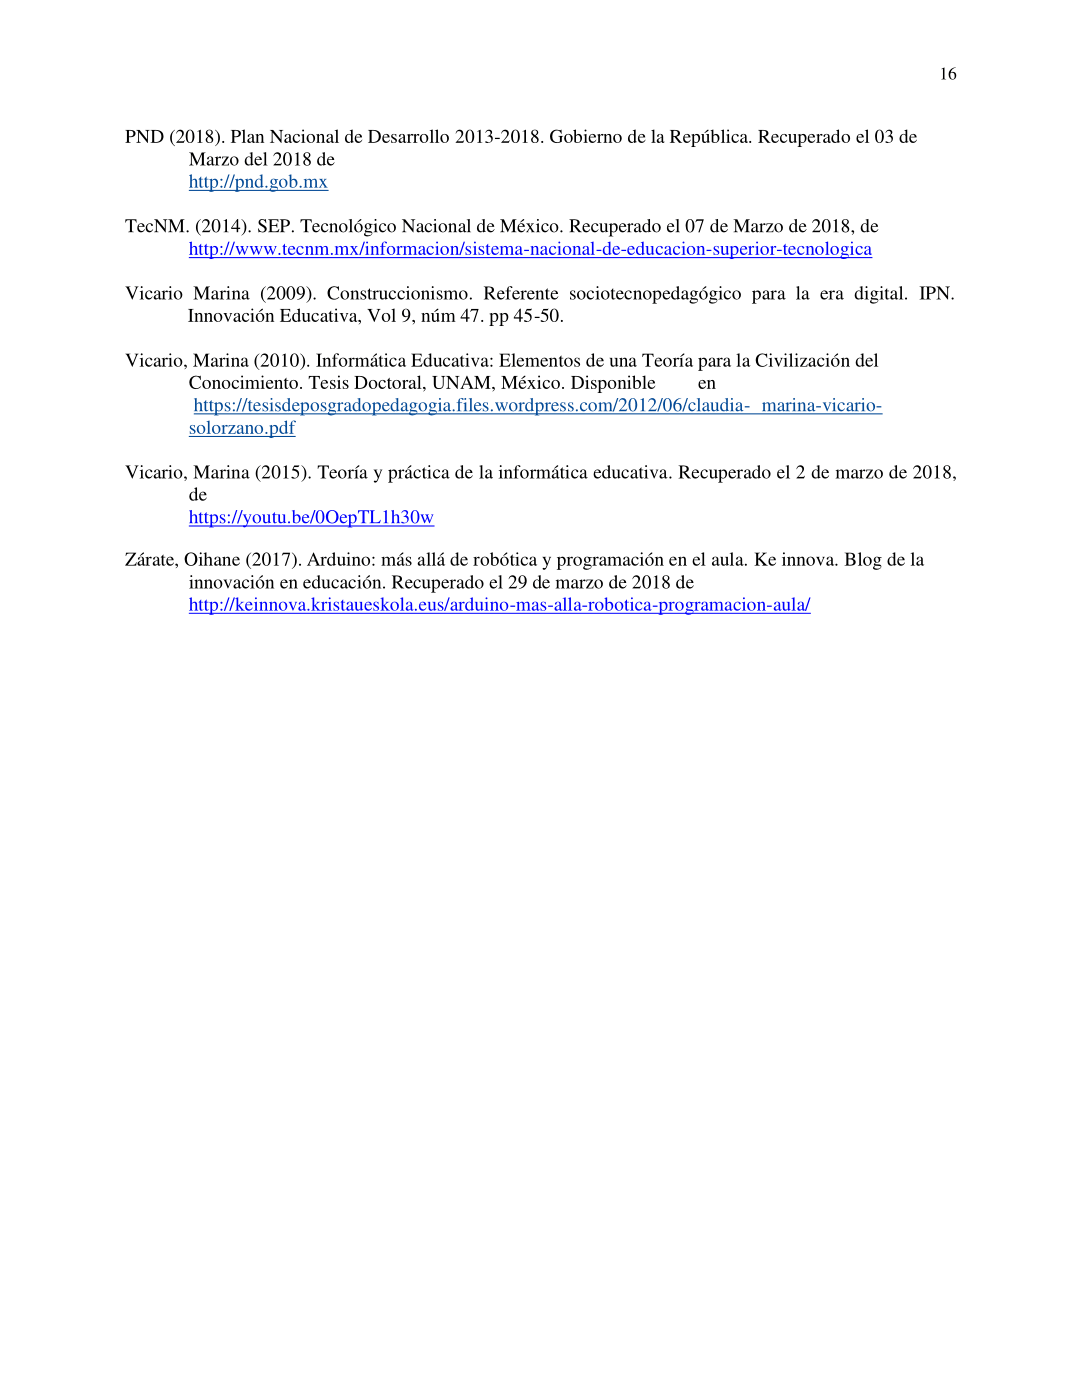 16
PND (2018). Plan Nacional de Desarrollo 2013-2018. Gobierno de la República. Recuperado el 03 de
Marzo del 2018 de
http://pnd.gob.mx
TecNM. (2014). SEP. Tecnológico Nacional de México. Recuperado el 07 de Marzo de 2018, de
http://www.tecnm.mx/informacion/sistema-nacional-de-educacion-superior-tecnologica
Vicario Marina (2009). Construccionismo. Referente sociotecnopedagógico para la era digital. IPN.
Innovación Educativa, Vol 9, núm 47. pp 45-50.
Vicario, Marina (2010). Informática Educativa: Elementos de una Teoría para la Civilización del
Conocimiento. Tesis Doctoral, UNAM, México. Disponible en
https://tesisdeposgradopedagogia.files.wordpress.com/2012/06/claudia- marina-vicario-
solorzano.pdf
Vicario, Marina (2015). Teoría y práctica de la informática educativa. Recuperado el 2 de marzo de 2018,
de
https://youtu.be/0OepTL1h30w
Zárate, Oihane (2017). Arduino: más allá de robótica y programación en el aula. Ke innova. Blog de la
innovación en educación. Recuperado el 29 de marzo de 2018 de
http://keinnova.kristaueskola.eus/arduino-mas-alla-robotica-programacion-aula/